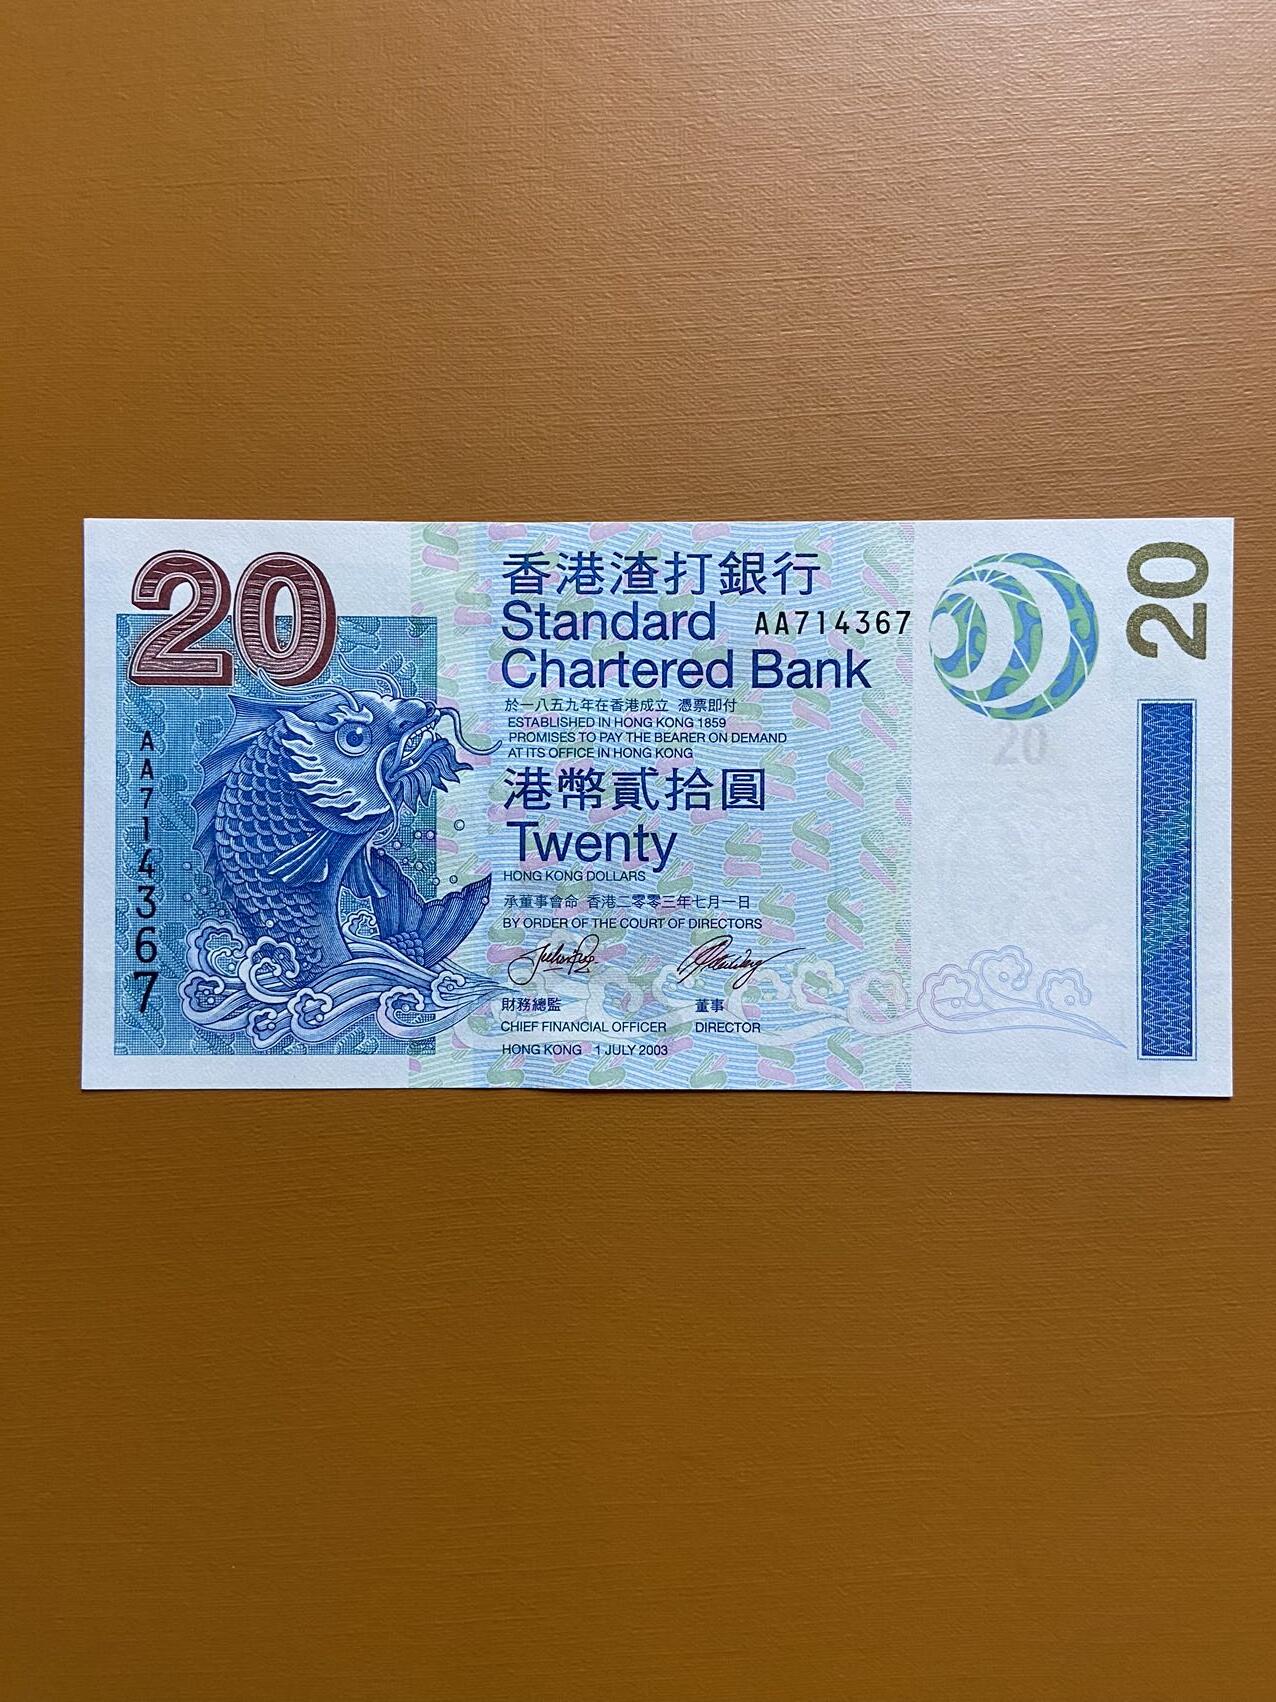 20
香港渣打銀行
Standard
AA714367
Chartered Bank
於一八五九年在香港成立 憑票即付
ESTABLISHED IN HONG KONG 1859
PROMISES TO PAY THE BEARER ON DEMAND
AT ITS OFFICE IN HONG KONG
港幣貳拾圓
Twenty
HONG KONG DOLLARS
承董事會命 香港二零零三年七月一日
BY ORDER OF THE COURT OF DIRECTORS
財務總監 董事
CHIEF FINANCIAL OFFICER DIRECTOR
HONG KONG 1 JULY 2003
AA714367
20
20